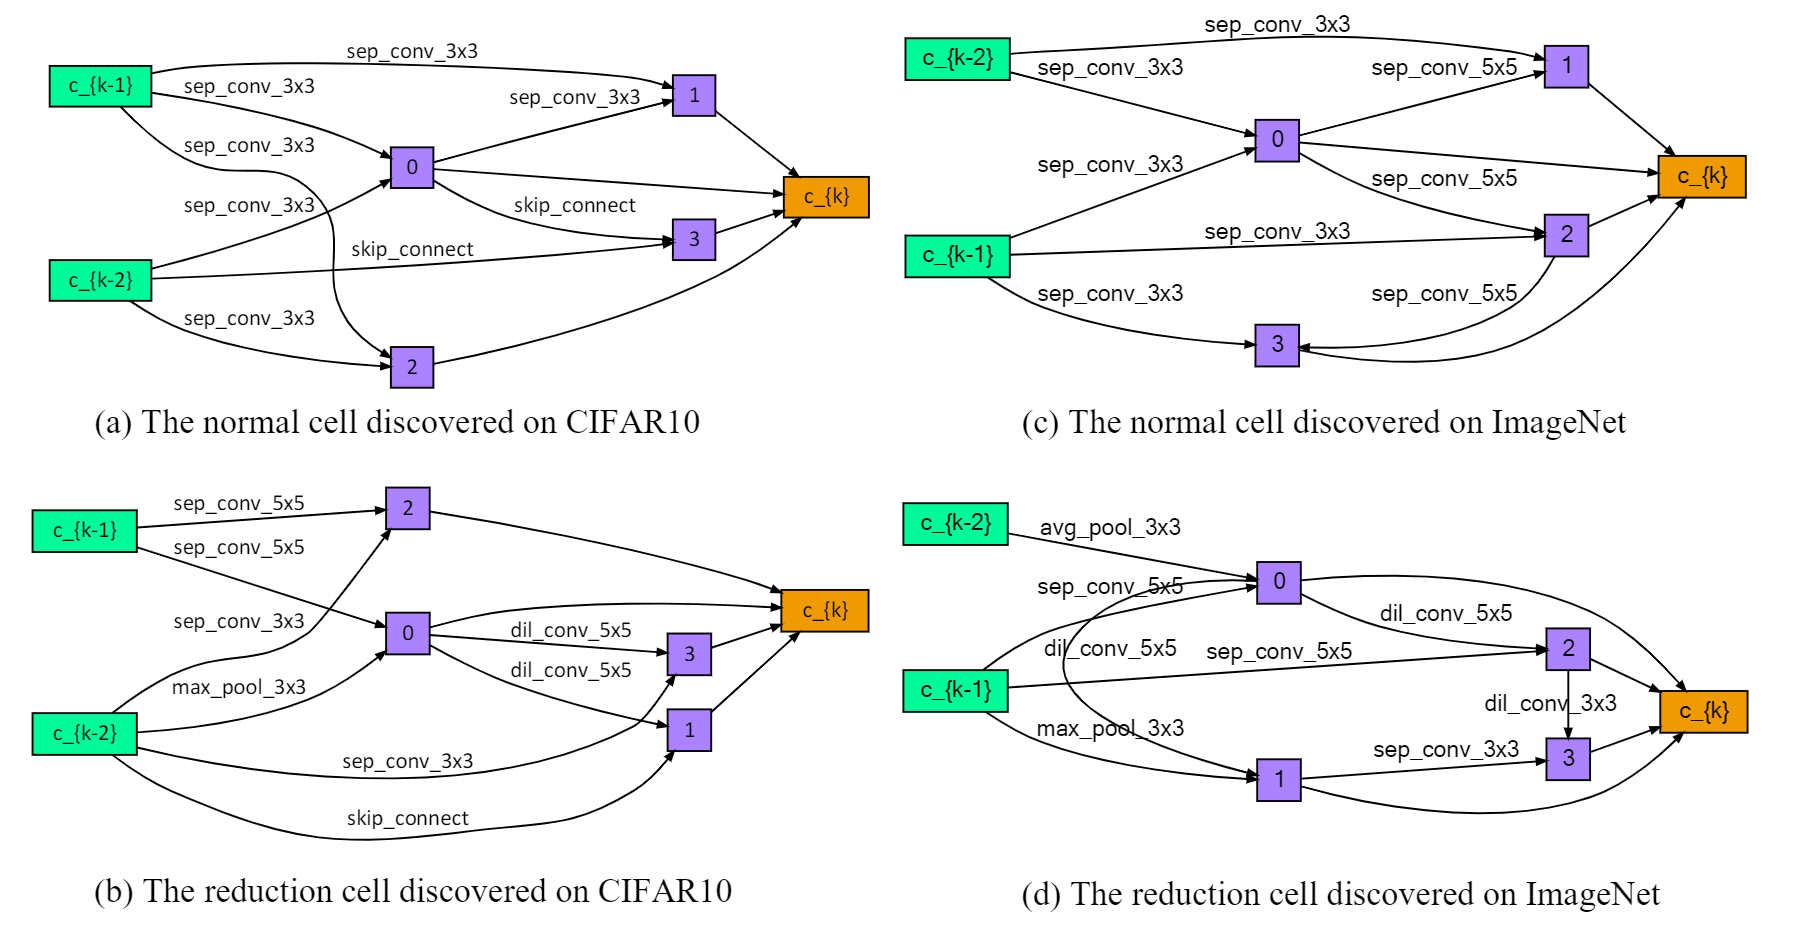 sep_conv_3x3
c_{k-1}
sep_conv_3x3
sep_conv_3x3
1
sep_conv_3x3
0
sep_conv_3x3
skip_connect
c_{k}
3
skip_connect
c_{k-2}
sep_conv_3x3
2
(a) The normal cell discovered on CIFAR10
sep_conv_3x3
c_{k-2}
sep_conv_3x3
sep_conv_5x5
1
0
sep_conv_3x3
sep_conv_5x5
c_{k}
sep_conv_3x3
2
c_{k-1}
sep_conv_3x3
sep_conv_5x5
3
(c) The normal cell discovered on ImageNet
sep_conv_5x5
2
c_{k-1}
sep_conv_5x5
sep_conv_3x3
0
dil_conv_5x5
c_{k}
3
dil_conv_5x5
max_pool_3x3
c_{k-2}
1
sep_conv_3x3
skip_connect
(b) The reduction cell discovered on CIFAR10
c_{k-2}
avg_pool_3x3
0
sep_conv_5x5
dil_conv_5x5
dil_conv_5x5
sep_conv_5x5
2
c_{k-1}
dil_conv_3x3
c_{k}
max_pool_3x3
sep_conv_3x3
3
1
(d) The reduction cell discovered on ImageNet